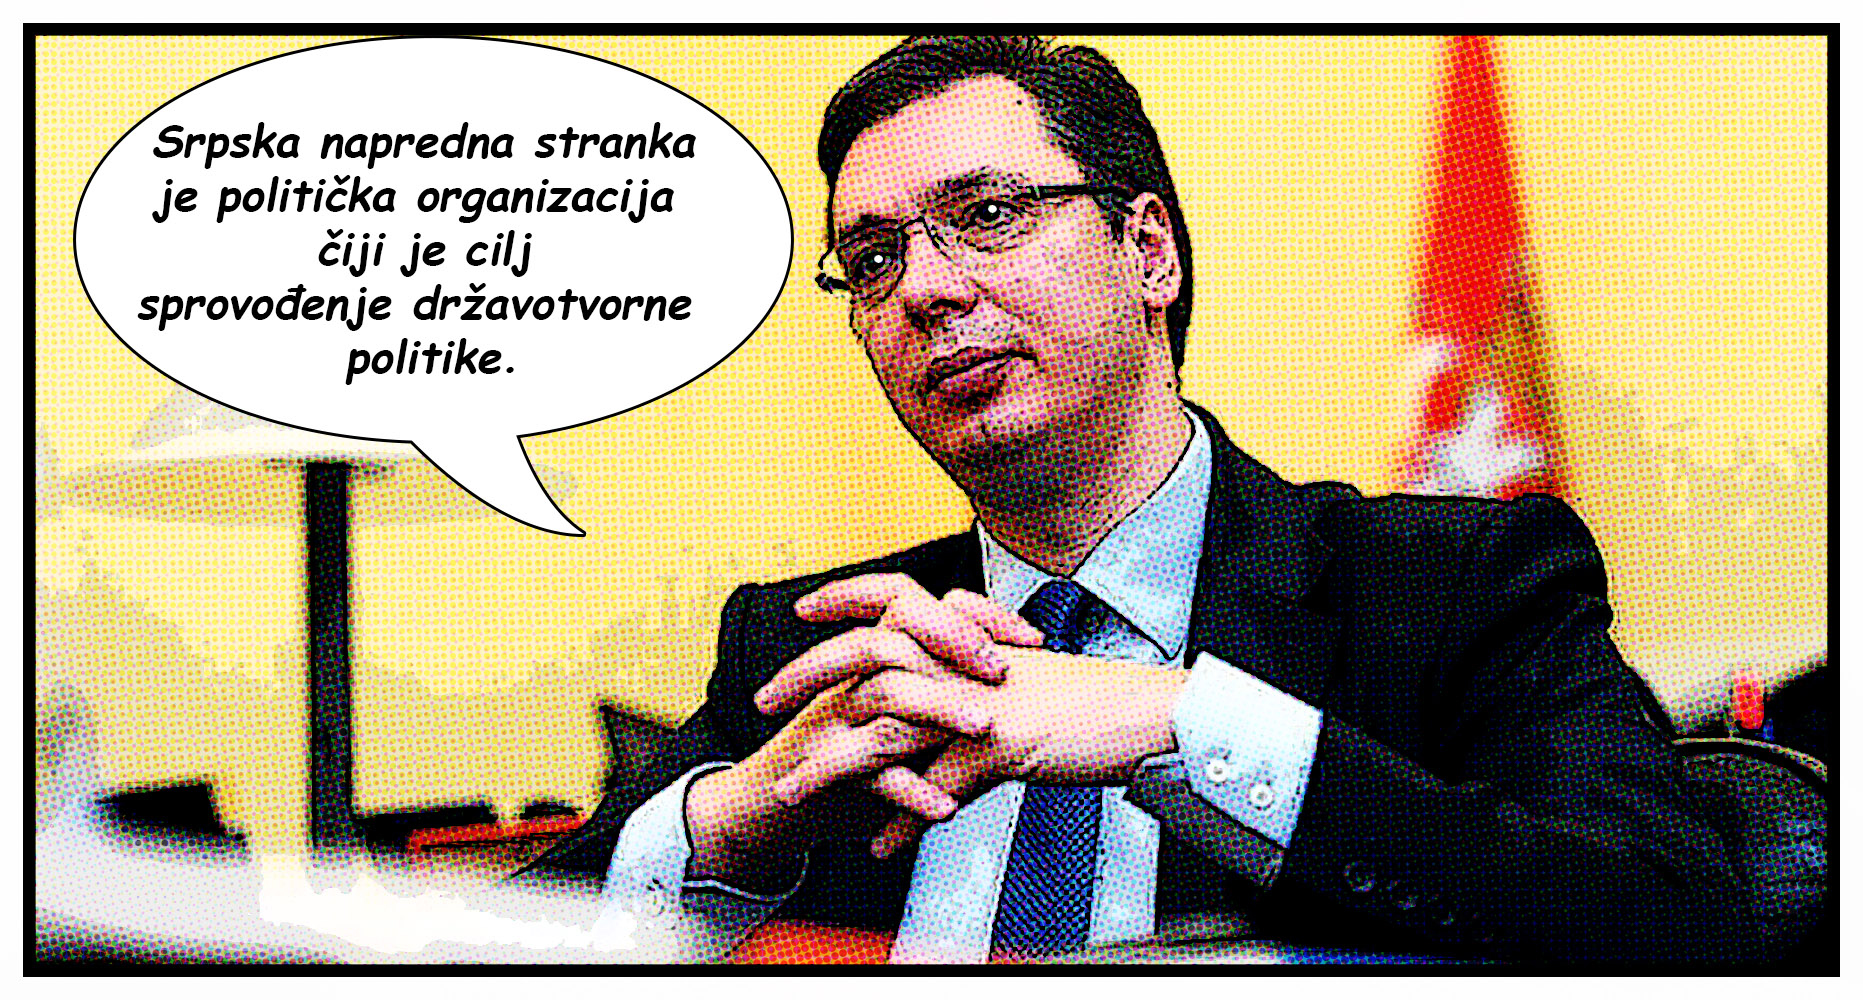 Srpska napredna stranka
je politička organizacija
čiji je cilj
sprovođenje državotvorne
politike.